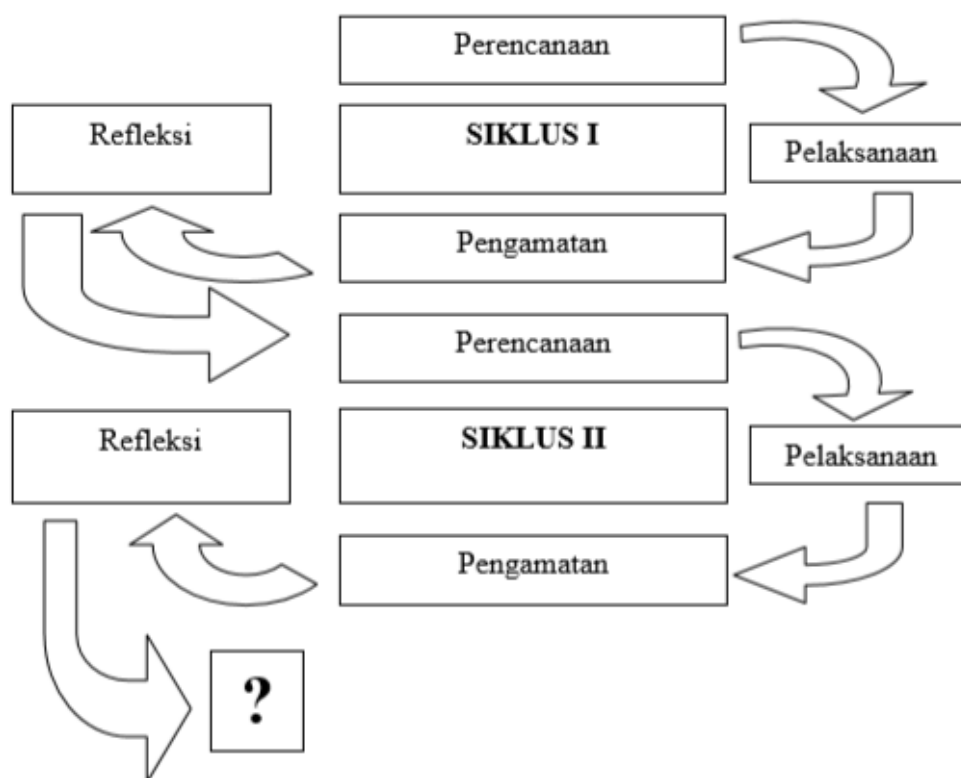 Perencanaan
Refleksi
SIKLUS I
Pelaksanaan
Pengamatan
Perencanaan
Refleksi
SIKLUS II
Pelaksanaan
Pengamatan
?